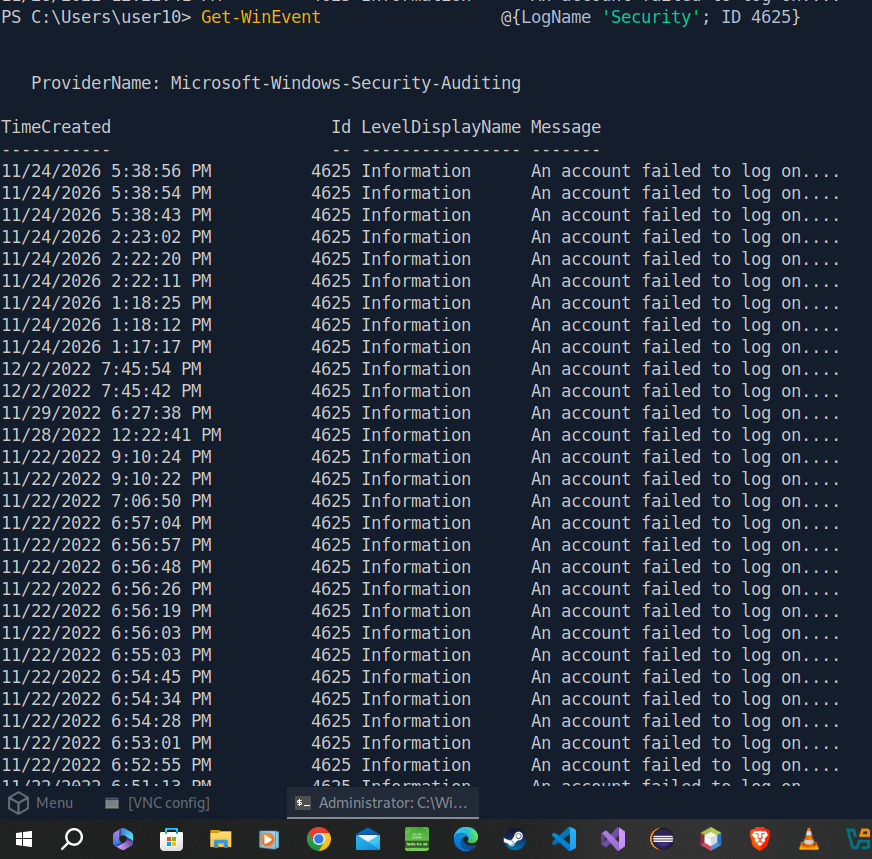 PS C:\Users\user10> Get-WinEvent @{LogName 'Security'; ID 4625}
ProviderName: Microsoft-Windows-Security-Auditing
TimeCreated Id LevelDisplayName Message
----------- -- ---------------- -------
11/24/2026 5:38:56 PM 4625 Information An account failed to log on....
11/24/2026 5:38:54 PM 4625 Information An account failed to log on....
11/24/2026 5:38:43 PM 4625 Information An account failed to log on....
11/24/2026 2:23:02 PM 4625 Information An account failed to log on....
11/24/2026 2:22:20 PM 4625 Information An account failed to log on....
11/24/2026 2:22:11 PM 4625 Information An account failed to log on....
11/24/2026 1:18:25 PM 4625 Information An account failed to log on....
11/24/2026 1:18:12 PM 4625 Information An account failed to log on....
11/24/2026 1:17:17 PM 4625 Information An account failed to log on....
12/2/2022 7:45:54 PM 4625 Information An account failed to log on....
12/2/2022 7:45:42 PM 4625 Information An account failed to log on....
11/29/2022 6:27:38 PM 4625 Information An account failed to log on....
11/28/2022 12:22:41 PM 4625 Information An account failed to log on....
11/22/2022 9:10:24 PM 4625 Information An account failed to log on....
11/22/2022 9:10:22 PM 4625 Information An account failed to log on....
11/22/2022 7:06:50 PM 4625 Information An account failed to log on....
11/22/2022 6:57:04 PM 4625 Information An account failed to log on....
11/22/2022 6:56:57 PM 4625 Information An account failed to log on....
11/22/2022 6:56:48 PM 4625 Information An account failed to log on....
11/22/2022 6:56:26 PM 4625 Information An account failed to log on....
11/22/2022 6:56:19 PM 4625 Information An account failed to log on....
11/22/2022 6:56:03 PM 4625 Information An account failed to log on....
11/22/2022 6:55:03 PM 4625 Information An account failed to log on....
11/22/2022 6:54:45 PM 4625 Information An account failed to log on....
11/22/2022 6:54:34 PM 4625 Information An account failed to log on....
11/22/2022 6:54:28 PM 4625 Information An account failed to log on....
11/22/2022 6:53:01 PM 4625 Information An account failed to log on....
11/22/2022 6:52:55 PM 4625 Information An account failed to log on....
11/22/2022 6:51:13 PM 4625 Information An account failed to log on....
Menu [VNC config] Administrator: C:\Wi...